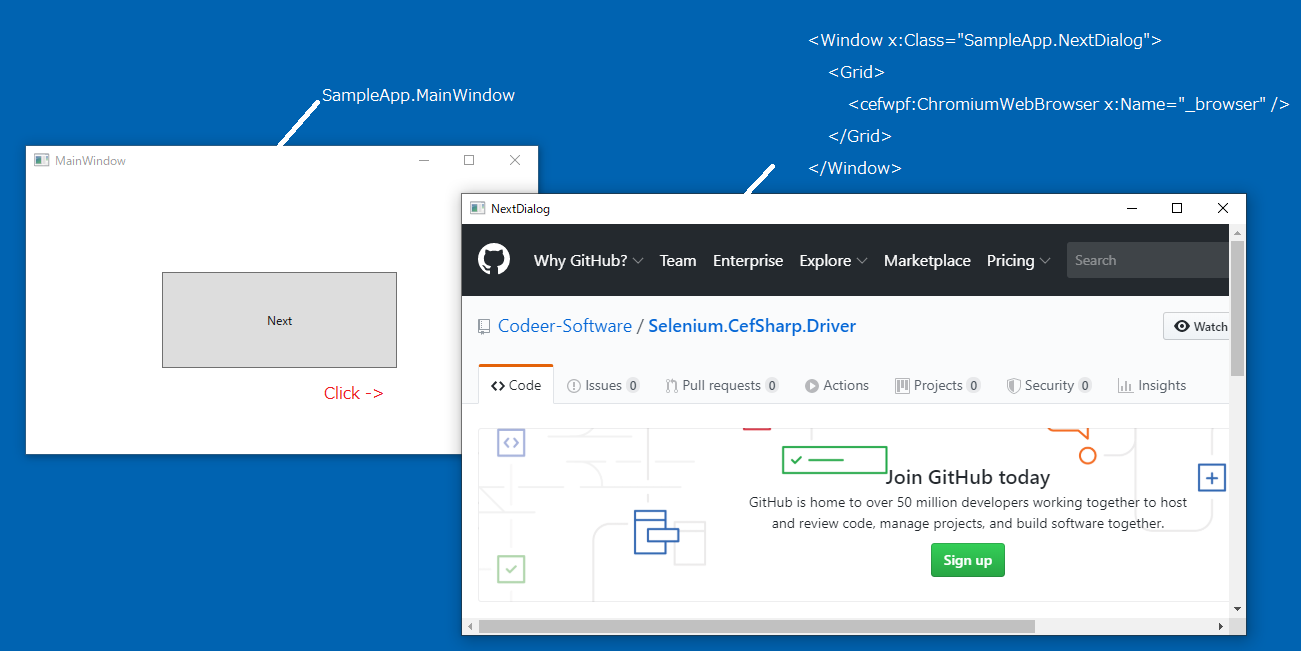 <Window x:Class="SampleApp.NextDialog">
<Grid>
<cefwpf:ChromiumWebBrowser x:Name="_browser" />
</Grid>
</Window>
SampleApp.MainWindow
MainWindow
Next
Click ->
NextDialog
Why GitHub? Team Enterprise Explore Marketplace Pricing Search
Codeer-Software / Selenium.CefSharp.Driver
Watch
Code Issues 0 Pull requests 0 Actions Projects 0 Security 0 Insights
Join GitHub today
GitHub is home to over 50 million developers working together to host
and review code, manage projects, and build software together.
Sign up